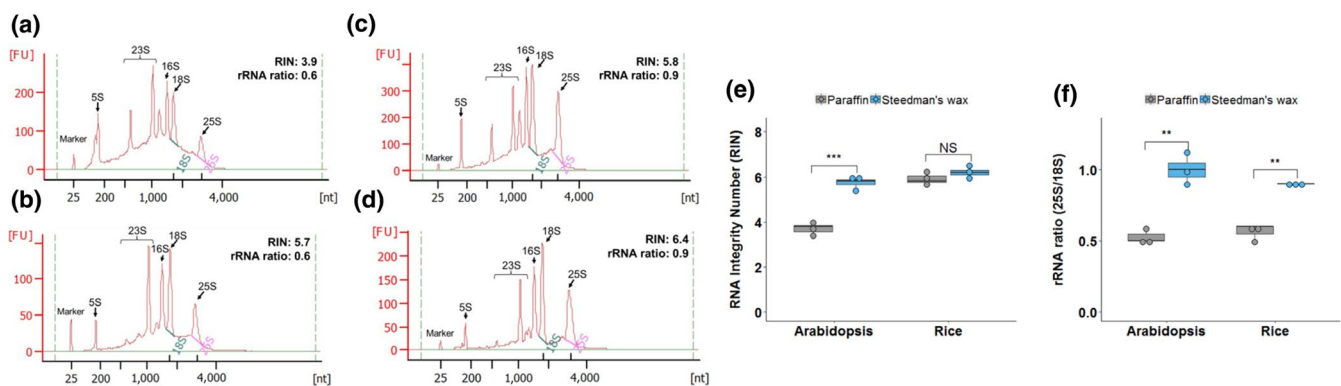 (a)
[FU]
200
100
0
Marker
5S
23S
16S
18S
25S
RIN: 3.9
rRNA ratio: 0.6
18S
25S
25 200 1,000 4,000 [nt]
(b)
[FU]
150
100
50
0
Marker
5S
23S
16S
18S
25S
RIN: 5.7
rRNA ratio: 0.6
18S
25S
25 200 1,000 4,000 [nt]
(c)
[FU]
300
200
100
0
Marker
5S
23S
16S
18S
25S
RIN: 5.8
rRNA ratio: 0.9
18S
25S
25 200 1,000 4,000 [nt]
(d)
[FU]
200
150
100
50
0
Marker
5S
23S
16S
18S
25S
RIN: 6.4
rRNA ratio: 0.9
18S
25S
25 200 1,000 4,000 [nt]
(e)
Paraffin Steedman's wax
RNA Integrity Number (RIN)
8
6
4
2
0
***
NS
Arabidopsis Rice
(f)
Paraffin Steedman's wax
rRNA ratio (25S/18S)
1.0
0.5
0.0
**
**
Arabidopsis Rice